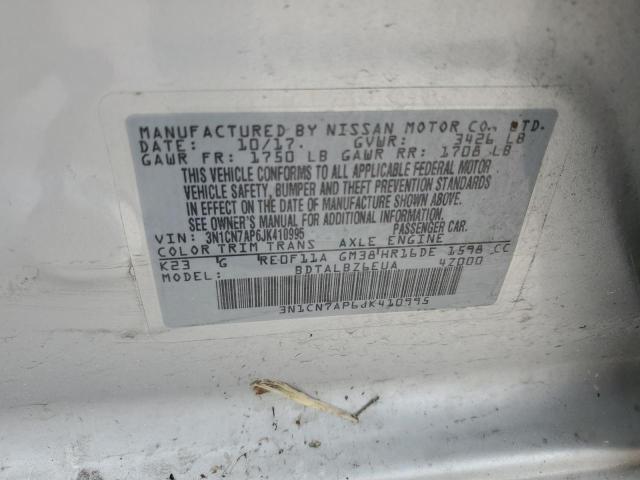 MANUFACTURED BY NISSAN MOTOR CO., LTD.
DATE: 10/17. GVWR: 3426 LB
GAWR FR: 1750 LB GAWR RR: 1708 LB
THIS VEHICLE CONFORMS TO ALL APPLICABLE FEDERAL MOTOR
VEHICLE SAFETY, BUMPER AND THEFT PREVENTION STANDARDS
IN EFFECT ON THE DATE OF MANUFACTURE SHOWN ABOVE.
SEE OWNER'S MANUAL FOR ADDITIONAL INFORMATION.
VIN: 3N1CN7AP6JK410995 PASSENGER CAR.
COLOR TRIM TRANS AXLE ENGINE
K23 G RE0F11A GM38 HR16DE 1598 CC
MODEL: BDTALBZ6EUA 4Z000
3N1CN7AP6JK410995